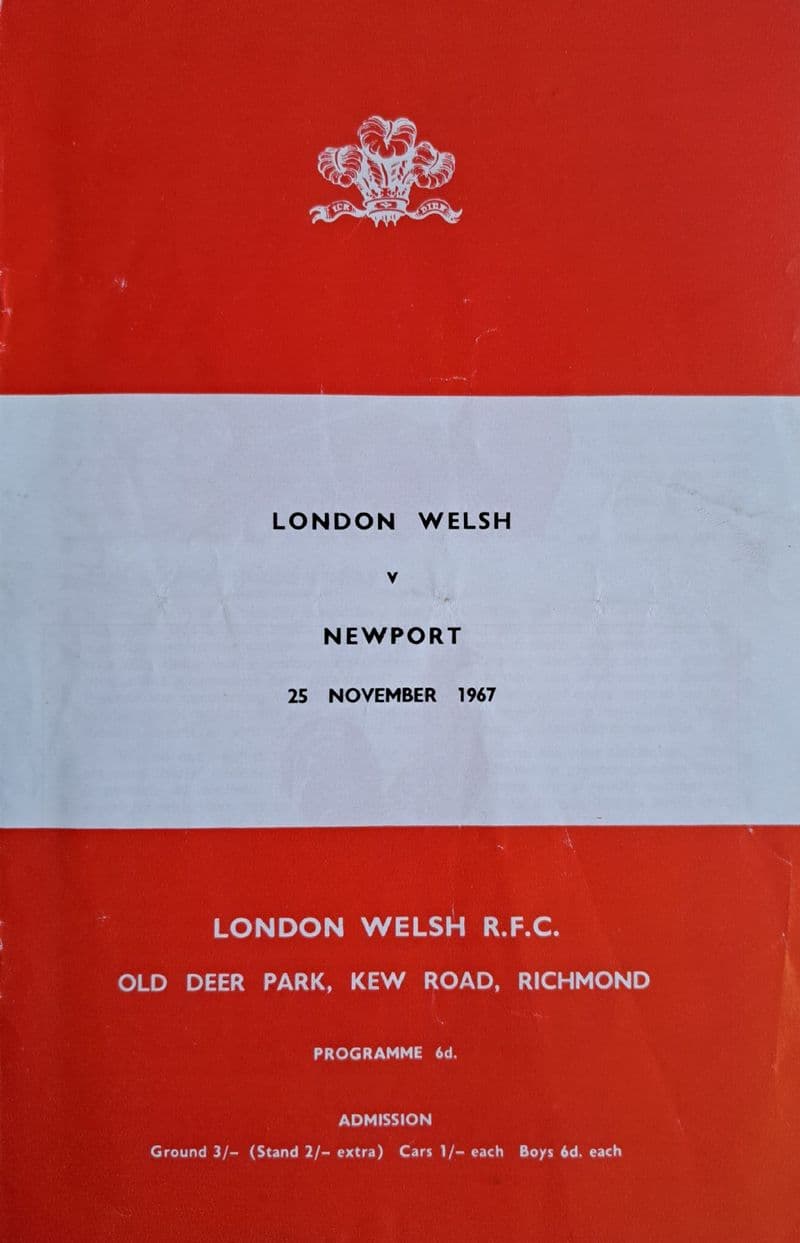 ICH DIEN
LONDON WELSH
v
NEWPORT
25 NOVEMBER 1967
LONDON WELSH R.F.C.
OLD DEER PARK, KEW ROAD, RICHMOND
PROGRAMME 6d.
ADMISSION
Ground 3/– (Stand 2/– extra) Cars 1/– each Boys 6d. each